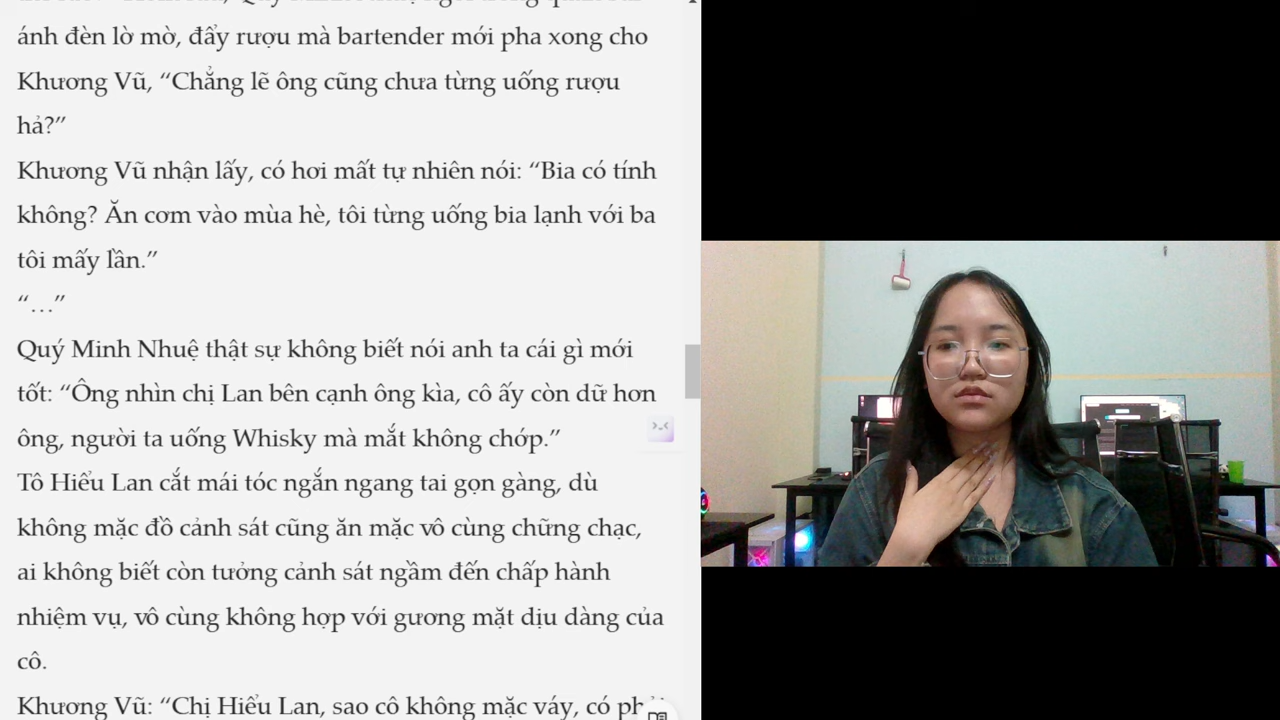 ánh đèn lờ mờ, đẩy rượu mà bartender mới pha xong cho
Khương Vũ, “Chẳng lẽ ông cũng chưa từng uống rượu
hả?”
Khương Vũ nhận lấy, có hơi mất tự nhiên nói: “Bia có tính
không? Ăn cơm vào mùa hè, tôi từng uống bia lạnh với ba
tôi mấy lần.”
“…”
Quý Minh Nhuệ thật sự không biết nói anh ta cái gì mới
tốt: “Ông nhìn chị Lan bên cạnh ông kìa, cô ấy còn dữ hơn
ông, người ta uống Whisky mà mắt không chớp.”
Tô Hiểu Lan cắt mái tóc ngắn ngang tai gọn gàng, dù
không mặc đồ cảnh sát cũng ăn mặc vô cùng chững chạc,
ai không biết còn tưởng cảnh sát ngầm đến chấp hành
nhiệm vụ, vô cùng không hợp với gương mặt dịu dàng của
cô.
Khương Vũ: “Chị Hiểu Lan, sao cô không mặc váy, có phải